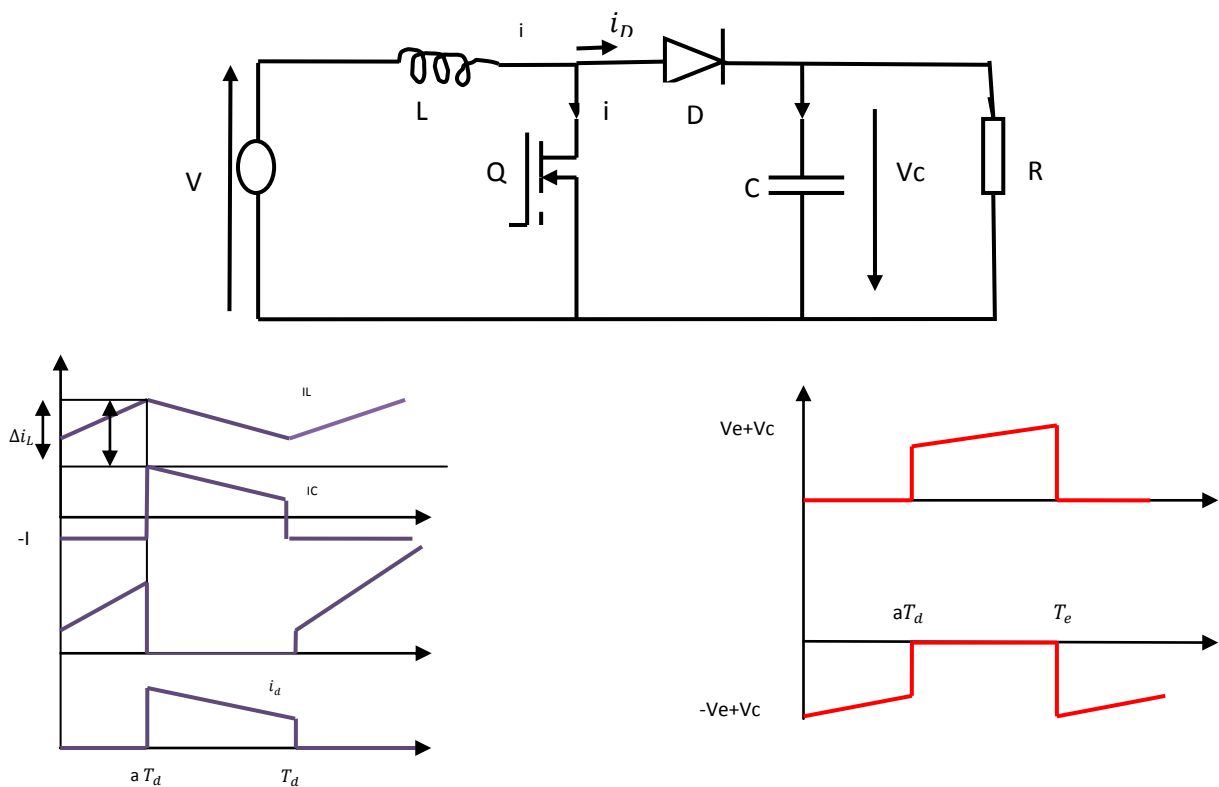 i
i_D
L
i
D
V
Q
C
Vc
R
IL
Δi_L
IC
-I
i_d
a T_d
T_d
Ve+Vc
aT_d
T_e
-Ve+Vc